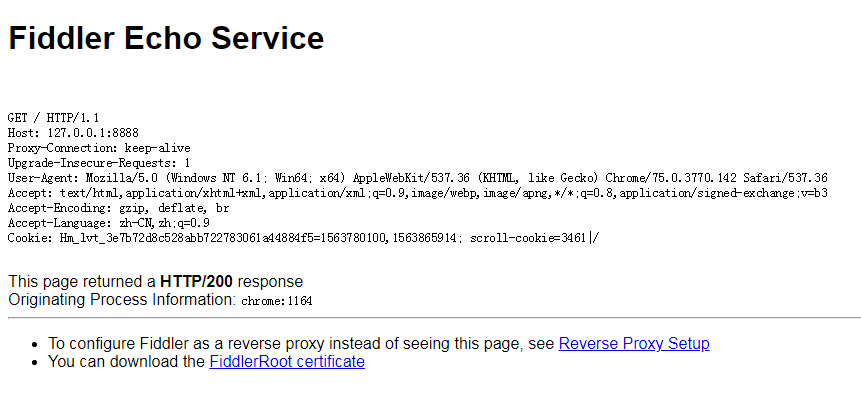 Fiddler Echo Service
GET / HTTP/1.1
Host: 127.0.0.1:8888
Proxy-Connection: keep-alive
Upgrade-Insecure-Requests: 1
User-Agent: Mozilla/5.0 (Windows NT 6.1; Win64; x64) AppleWebKit/537.36 (KHTML, like Gecko) Chrome/75.0.3770.142 Safari/537.36
Accept: text/html,application/xhtml+xml,application/xml;q=0.9,image/webp,image/apng,*/*;q=0.8,application/signed-exchange;v=b3
Accept-Encoding: gzip, deflate, br
Accept-Language: zh-CN,zh;q=0.9
Cookie: Hm_lvt_3e7b72d8c528abb722783061a44884f5=1563780100,1563865914; scroll-cookie=3461|/
This page returned a HTTP/200 response
Originating Process Information: chrome:1164
• To configure Fiddler as a reverse proxy instead of seeing this page, see Reverse Proxy Setup
• You can download the FiddlerRoot certificate